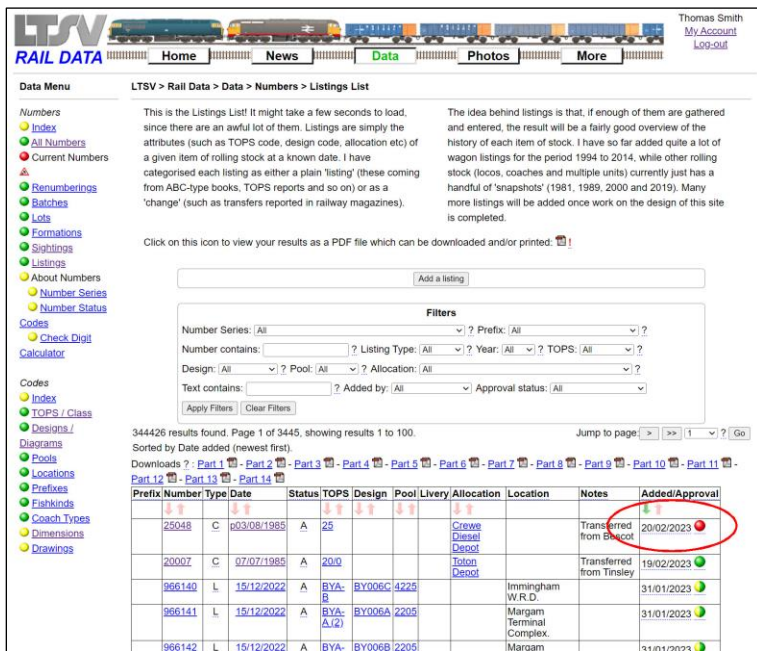 LTSV
RAIL DATA
Home
News
Data
Photos
More
Thomas Smith
My Account
Log-out
Data Menu
Numbers
Index
All Numbers
Current Numbers
Renumberings
Batches
Lots
Formations
Sightings
Listings
About Numbers
Number Series
Number Status
Codes
Check Digit
Calculator
Codes
Index
TOPS / Class
Designs /
Diagrams
Pools
Locations
Prefixes
Fishkinds
Coach Types
Dimensions
Drawings
LTSV > Rail Data > Data > Numbers > Listings List
This is the Listings List! It might take a few seconds to load,
since there are an awful lot of them. Listings are simply the
attributes (such as TOPS code, design code, allocation etc) of
a given item of rolling stock at a known date. I have
categorised each listing as either a plain 'listing' (these coming
from ABC-type books, TOPS reports and so on) or as a
'change' (such as transfers reported in railway magazines).
The idea behind listings is that, if enough of them are gathered
and entered, the result will be a fairly good overview of the
history of each item of stock. I have so far added quite a lot of
wagon listings for the period 1994 to 2014, while other rolling
stock (locos, coaches and multiple units) currently just has a
handful of 'snapshots' (1981, 1989, 2000 and 2019). Many
more listings will be added once work on the design of this site
is completed.
Click on this icon to view your results as a PDF file which can be downloaded and/or printed: !
Add a listing
Filters
Number Series: All ? Prefix: All ?
Number contains: ? Listing Type: All ? Year: All ? TOPS: All ?
Design: All ? Pool: All ? Allocation: All ?
Text contains: ? Added by: All Approval status: All
Apply Filters Clear Filters
344426 results found. Page 1 of 3445, showing results 1 to 100.
Jump to page: > >> 1 ? Go
Sorted by Date added (newest first).
Downloads ? : Part 1 - Part 2 - Part 3 - Part 4 - Part 5 - Part 6 - Part 7 - Part 8 - Part 9 - Part 10 - Part 11 -
Part 12 - Part 13 - Part 14
Prefix Number Type Date Status TOPS Design Pool Livery Allocation Location Notes Added/Approval
25048 C p03/08/1985 A 25 Crewe Diesel Depot Transferred from Bescot 20/02/2023
20007 C 07/07/1985 A 20/0 Toton Depot Transferred from Tinsley 19/02/2023
966140 L 15/12/2022 A BYA-B BY006C 4225 Immingham W.R.D. 31/01/2023
966141 L 15/12/2022 A BYA-A (2) BY006A 2205 Margam Terminal Complex. 31/01/2023
966142 L 15/12/2022 A BYA- BY006B 2205 Margam 31/01/2023